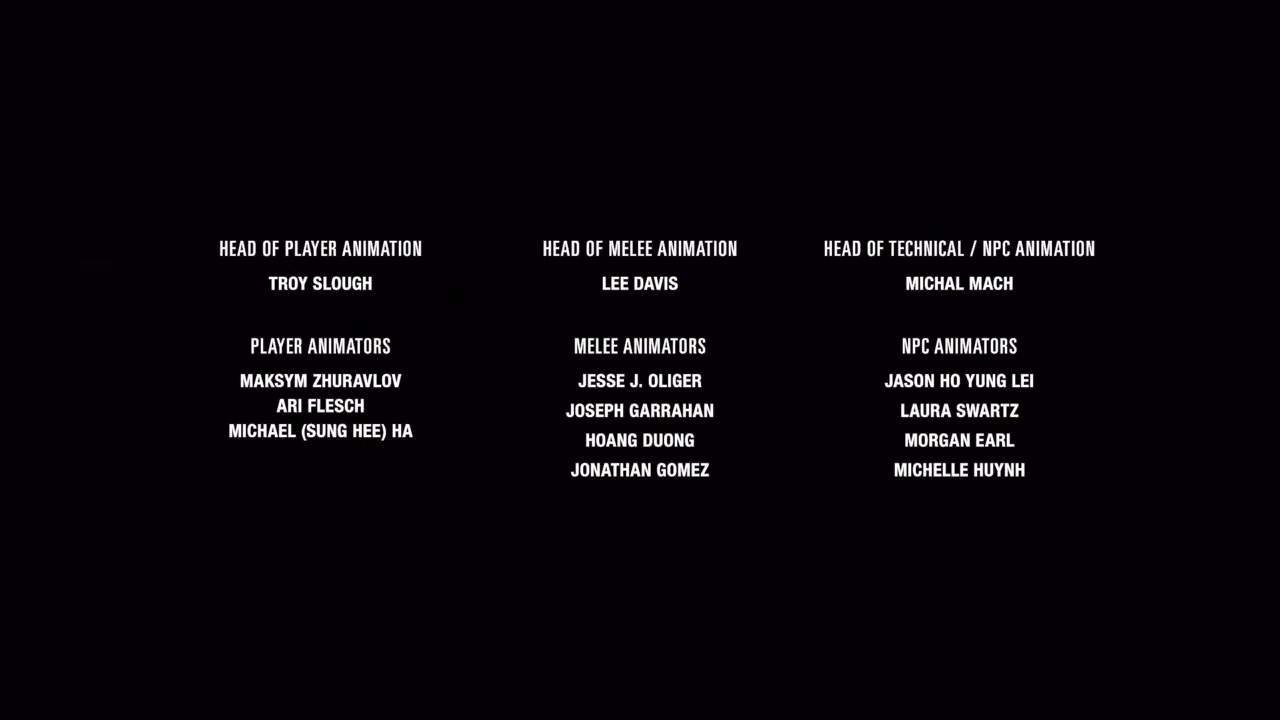 HEAD OF PLAYER ANIMATION
TROY SLOUGH
PLAYER ANIMATORS
MAKSYM ZHURAVLOV
ARI FLESCH
MICHAEL (SUNG HEE) HA
HEAD OF MELEE ANIMATION
LEE DAVIS
MELEE ANIMATORS
JESSE J. OLIGER
JOSEPH GARRAHAN
HOANG DUONG
JONATHAN GOMEZ
HEAD OF TECHNICAL / NPC ANIMATION
MICHAL MACH
NPC ANIMATORS
JASON HO YUNG LEI
LAURA SWARTZ
MORGAN EARL
MICHELLE HUYNH